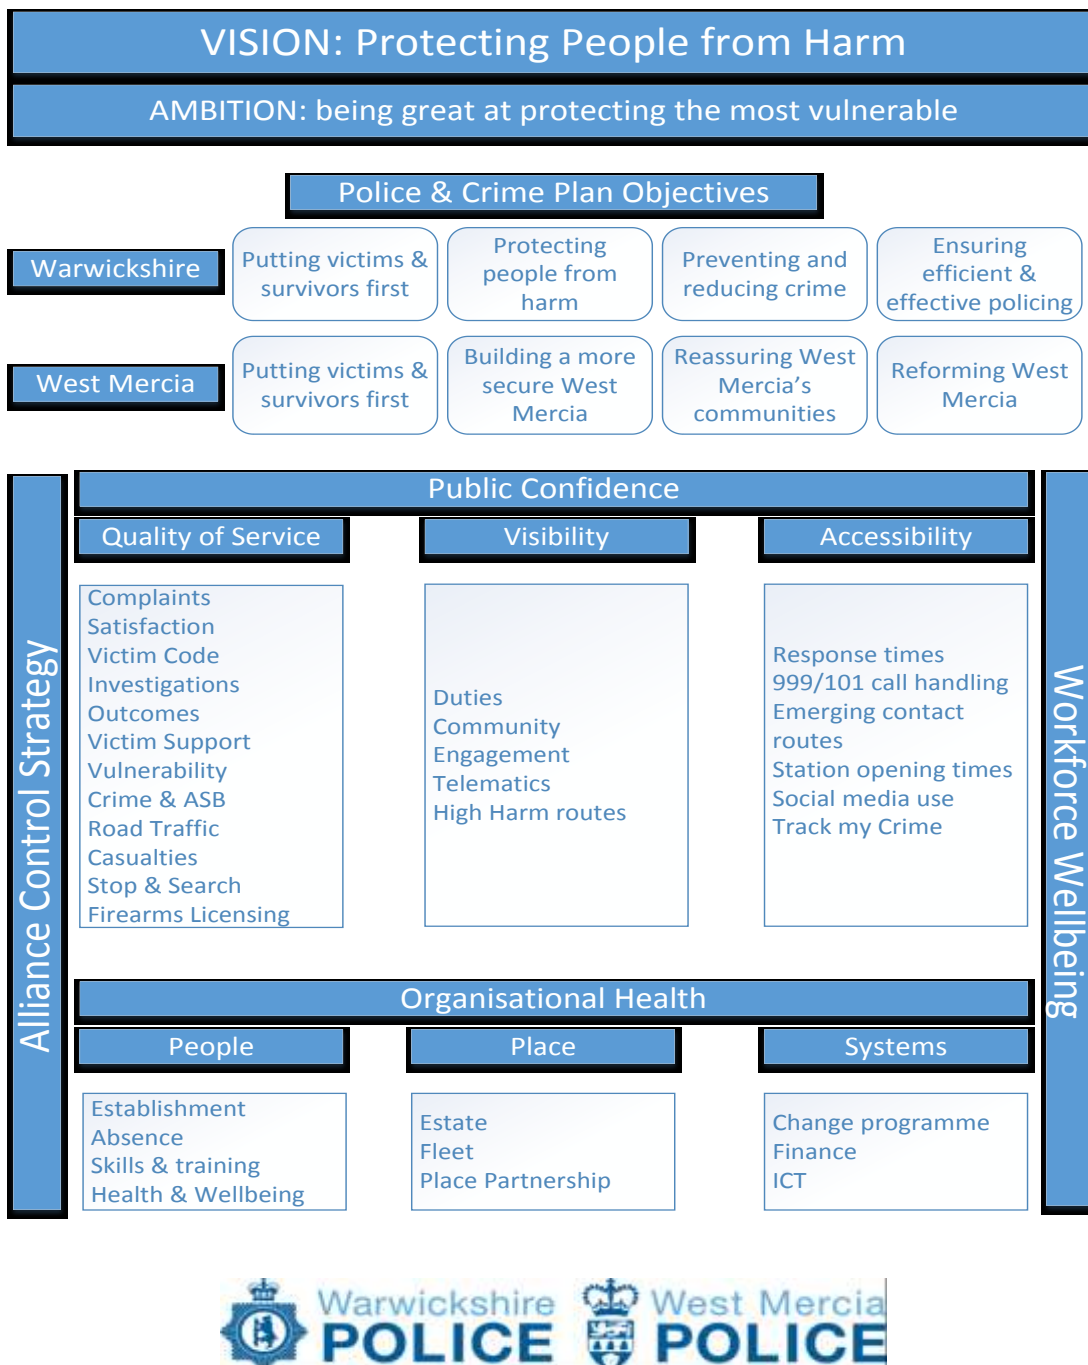 VISION: Protecting People from Harm
AMBITION: being great at protecting the most vulnerable
Police & Crime Plan Objectives
Warwickshire
Putting victims &
survivors first
Protecting
people from
harm
Preventing and
reducing crime
Ensuring
efficient &
effective policing
West Mercia
Putting victims &
survivors first
Building a more
secure West
Mercia
Reassuring West
Mercia's
communities
Reforming West
Mercia
Alliance Control Strategy
Public Confidence
Quality of Service
Complaints
Satisfaction
Victim Code
Investigations
Outcomes
Victim Support
Vulnerability
Crime & ASB
Road Traffic
Casualties
Stop & Search
Firearms Licensing
Visibility
Duties
Community
Engagement
Telematics
High Harm routes
Accessibility
Response times
999/101 call handling
Emerging contact
routes
Station opening times
Social media use
Track my Crime
Organisational Health
People
Establishment
Absence
Skills & training
Health & Wellbeing
Place
Estate
Fleet
Place Partnership
Systems
Change programme
Finance
ICT
Workforce Wellbeing
Warwickshire
POLICE
West Mercia
POLICE